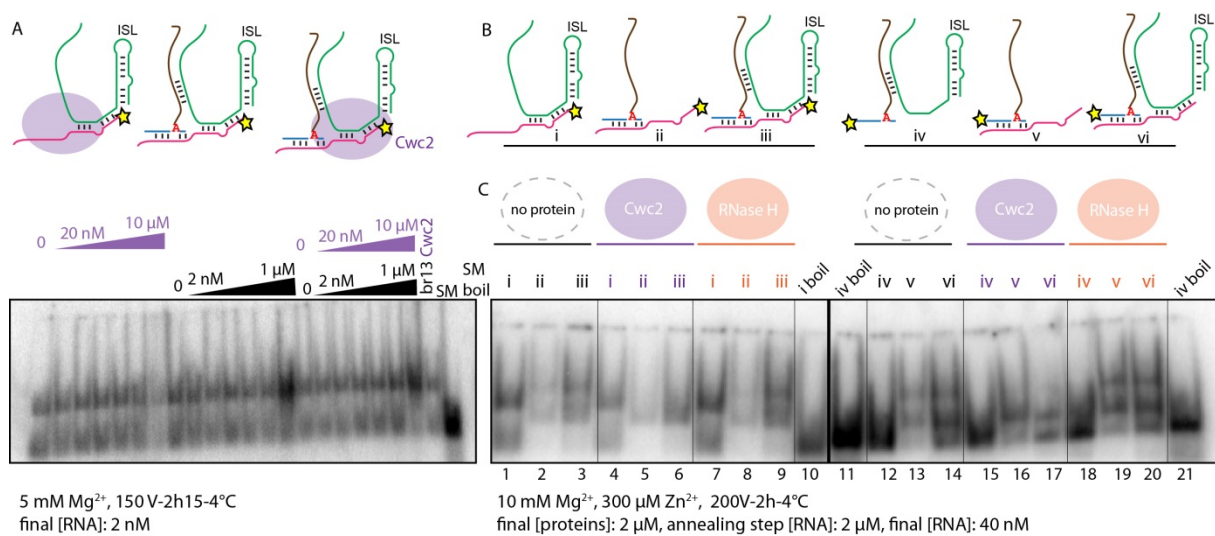 A
ISL
ISL
ISL
A
A
Cwc2
B
ISL
ISL
ISL
ISL
A
A
A
A
A
i
ii
iii
iv
v
vi
C
no protein
Cwc2
RNase H
no protein
Cwc2
RNase H
0 20 nM 10 µM
0 20 nM 10 µM
0 2 nM 1 µM
0 2 nM 1 µM
br13 Cwc2
SM
SM boil
i ii iii i ii iii i ii iii i boil
iv boil iv v vi iv v vi iv v vi iv boil
1 2 3 4 5 6 7 8 9 10 11 12 13 14 15 16 17 18 19 20 21
5 mM Mg²⁺, 150 V-2h15-4°C
final [RNA]: 2 nM
10 mM Mg²⁺, 300 µM Zn²⁺, 200V-2h-4°C
final [proteins]: 2 µM, annealing step [RNA]: 2 µM, final [RNA]: 40 nM